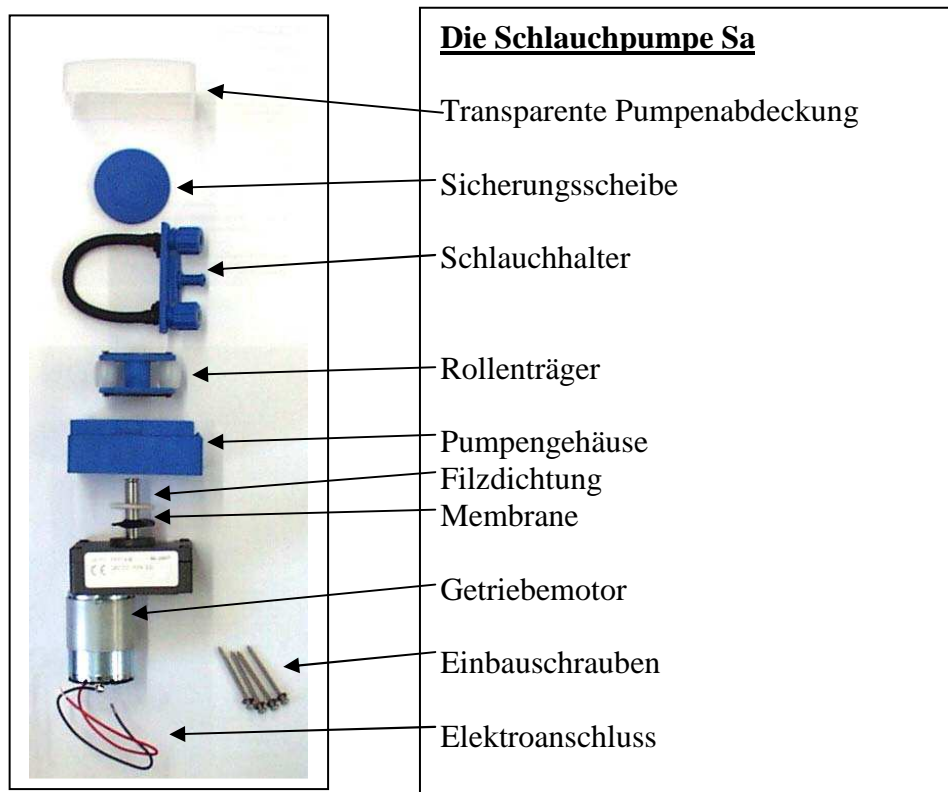 Die Schlauchpumpe Sa
Transparente Pumpenabdeckung
Sicherungsscheibe
Schlauchhalter
Rollenträger
Pumpengehäuse
Filzdichtung
Membrane
Getriebemotor
Einbauschrauben
Elektroanschluss